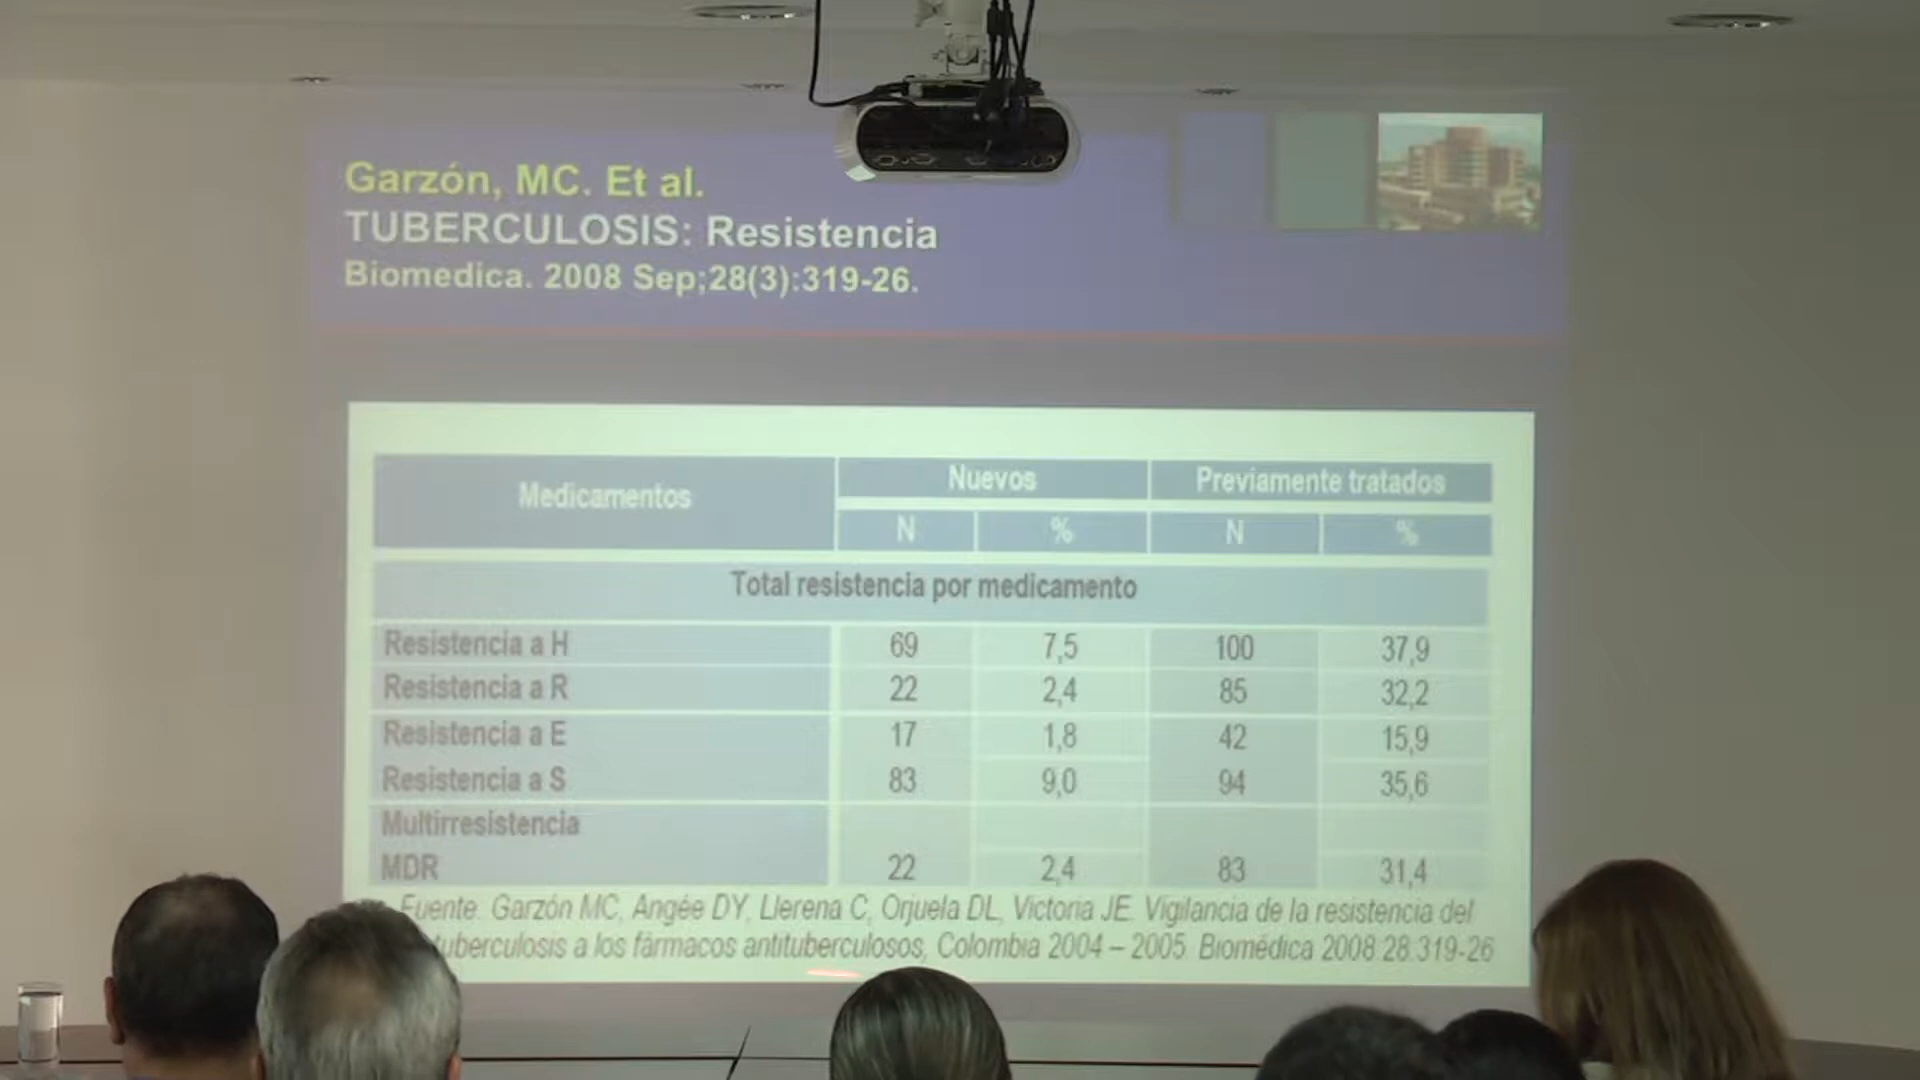 Garzón, MC. Et al.
TUBERCULOSIS: Resistencia
Biomedica. 2008 Sep;28(3):319-26.
Medicamentos Nuevos Previamente tratados
N % N %
Total resistencia por medicamento
Resistencia a H 69 7,5 100 37,9
Resistencia a R 22 2,4 85 32,2
Resistencia a E 17 1,8 42 15,9
Resistencia a S 83 9,0 94 35,6
Multirresistencia
MDR 22 2,4 83 31,4
Fuente: Garzón MC, Angée DY, Llerena C, Orjuela DL, Victoria JE. Vigilancia de la resistencia del
tuberculosis a los fármacos antituberculosos, Colombia 2004 – 2005. Biomédica 2008:28:319-26